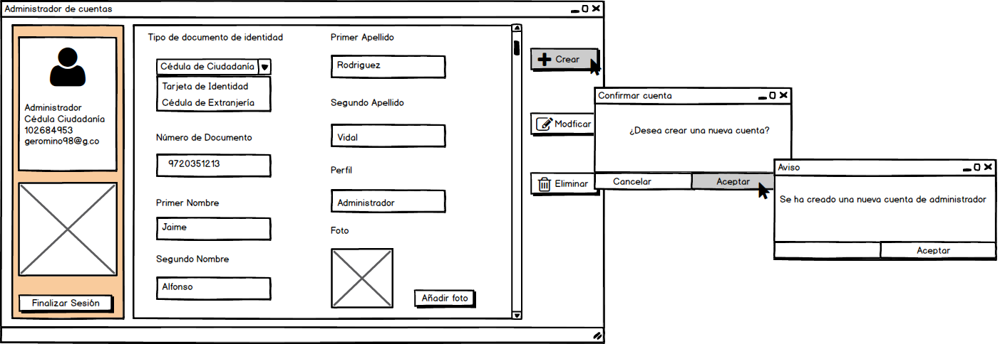 Administrador de cuentas
Administrador
Cédula Ciudadanía
102684953
geromino98@g.co
Finalizar Sesión
Tipo de documento de identidad
Cédula de Ciudadanía
Tarjeta de Identidad
Cédula de Extranjería
Número de Documento
9720351213
Primer Nombre
Jaime
Segundo Nombre
Alfonso
Primer Apellido
Rodriguez
Segundo Apellido
Vidal
Perfil
Administrador
Foto
Añadir foto
Crear
Modficar
Eliminar
Confirmar cuenta
¿Desea crear una nueva cuenta?
Cancelar
Aceptar
Aviso
Se ha creado una nueva cuenta de administrador
Aceptar